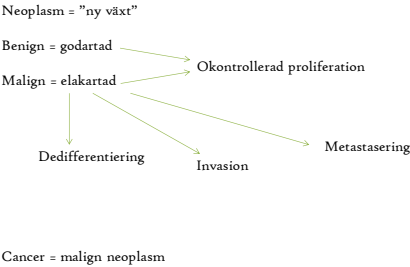 Neoplasm = ”ny växt”
Benign = godartad
Okontrollerad proliferation
Malign = elakartad
Dedifferentiering
Invasion
Metastasering
Cancer = malign neoplasm